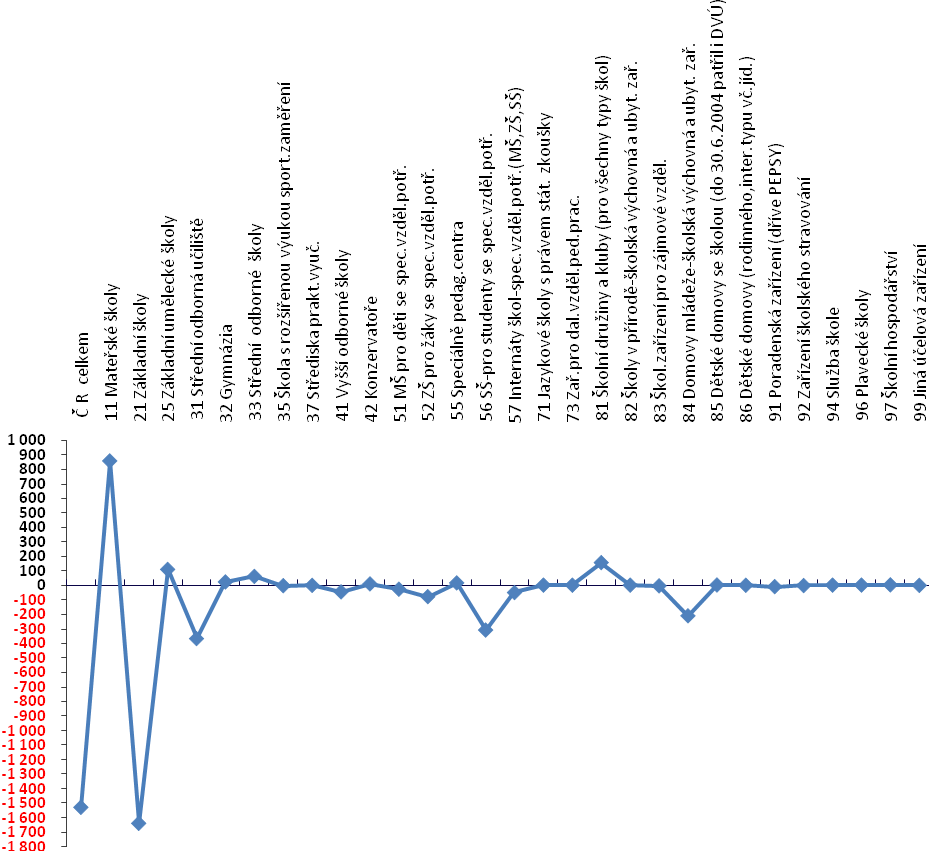 Č R celkem
11 Mateřské školy
21 Základní školy
25 Základní umělecké školy
31 Střední odborná učiliště
32 Gymnázia
33 Střední odborné školy
35 Škola s rozšířenou výukou sport.zaměření
37 Střediska prakt.vyuč.
41 Vyšší odborné školy
42 Konzervatoře
51 MŠ pro děti se spec.vzděl.potř.
52 ZŠ pro žáky se spec.vzděl.potř.
55 Speciálně pedag.centra
56 SŠ-pro studenty se spec.vzděl.potř.
57 Internáty škol-spec.vzděl.potř.(MŠ,ZŠ,SŠ)
71 Jazykové školy s právem stát. zkoušky
73 Zař.pro dal.vzděl.ped.prac.
81 Školní družiny a kluby (pro všechny typy škol)
82 Školy v přírodě-školská výchovná a ubyt. zař.
83 Škol.zařízení pro zájmové vzděl.
84 Domovy mládeže-školská výchovná a ubyt. zař.
85 Dětské domovy se školou (do 30.6.2004 patřili DVÚ)
86 Dětské domovy (rodinného,inter.typu vč.jid.)
91 Poradenská zařízení (dříve PEPSY)
92 Zařízení školského stravování
94 Služba škole
96 Plavecké školy
97 Školní hospodářství
99 Jiná účelová zařízení
1 000
900
800
700
600
500
400
300
200
100
0
-100
-200
-300
-400
-500
-600
-700
-800
-900
-1 000
-1 100
-1 200
-1 300
-1 400
-1 500
-1 600
-1 700
-1 800